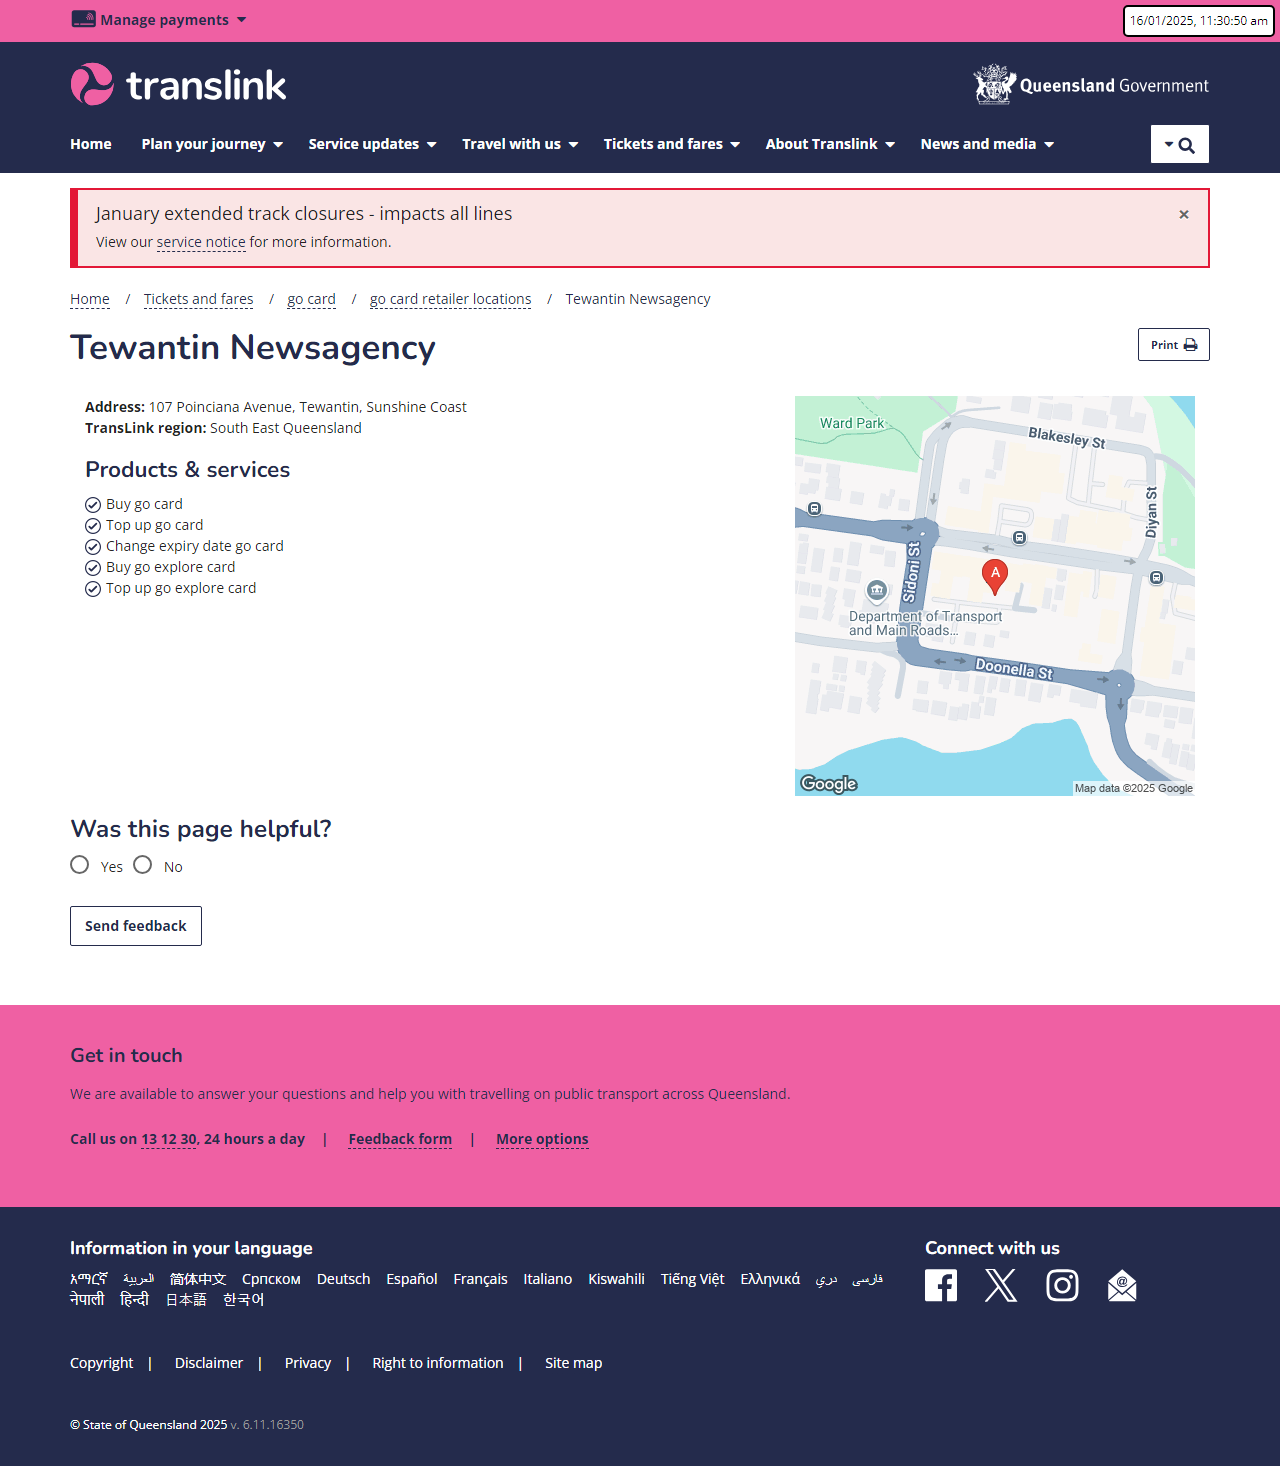 Manage payments
16/01/2025, 11:30:50 am
translink
Queensland Government
Home Plan your journey Service updates Travel with us Tickets and fares About Translink News and media
January extended track closures - impacts all lines
×
View our service notice for more information.
Home / Tickets and fares / go card / go card retailer locations / Tewantin Newsagency
Tewantin Newsagency
Print
Address: 107 Poinciana Avenue, Tewantin, Sunshine Coast
TransLink region: South East Queensland
Products & services
Buy go card
Top up go card
Change expiry date go card
Buy go explore card
Top up go explore card
Ward Park
Blakesley St
Diyan St
Sidoni St
A
Department of Transport
and Main Roads...
Doonella St
Google
Map data ©2025 Google
Was this page helpful?
Yes No
Send feedback
Get in touch
We are available to answer your questions and help you with travelling on public transport across Queensland.
Call us on 13 12 30, 24 hours a day | Feedback form | More options
Information in your language
አማርኛ العربية 简体中文 Српском Deutsch Español Français Italiano Kiswahili Tiếng Việt Ελληνικά دري فارسی
नेपाली हिन्दी 日本語 한국어
Connect with us
Copyright | Disclaimer | Privacy | Right to information | Site map
© State of Queensland 2025 v. 6.11.16350